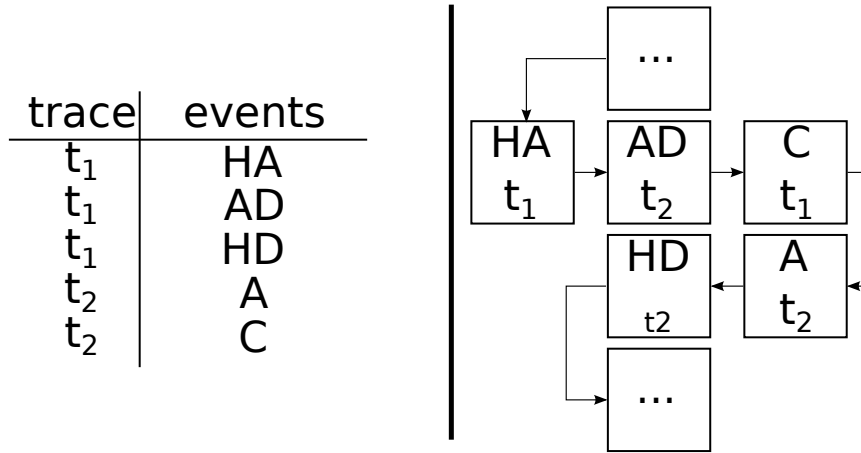 trace events
t₁ HA
t₁ AD
t₁ HD
t₂ A
t₂ C
...
HA AD C
t₁ t₂ t₁
HD A
t2 t₂
...